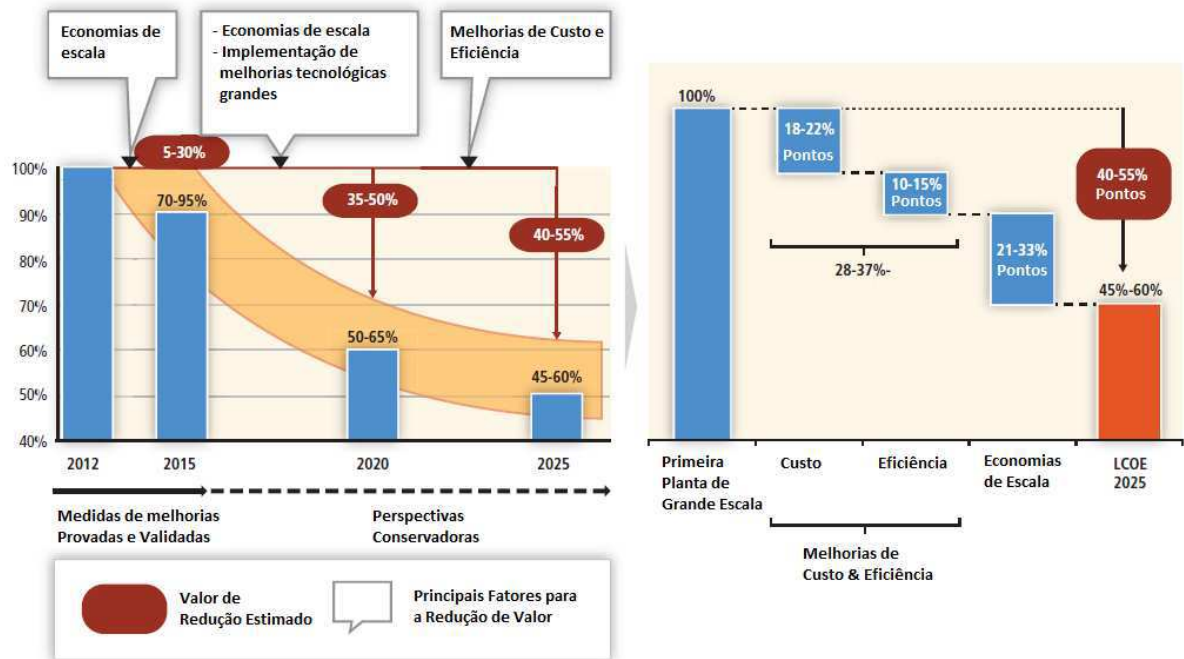 Economias de
escala
- Economias de escala
- Implementação de
melhorias tecnológicas
grandes
Melhorias de Custo e
Eficiência
5-30%
35-50%
40-55%
70-95%
50-65%
45-60%
100%
90%
80%
70%
60%
50%
40%
2012
2015
2020
2025
Medidas de melhorias
Provadas e Validadas
Perspectivas
Conservadoras
Valor de
Redução Estimado
Principais Fatores para
a Redução de Valor
100%
18-22%
Pontos
10-15%
Pontos
28-37%-
21-33%
Pontos
40-55%
Pontos
45%-60%
Primeira
Planta de
Grande Escala
Custo
Eficiência
Economias
de Escala
LCOE
2025
Melhorias de
Custo & Eficiência